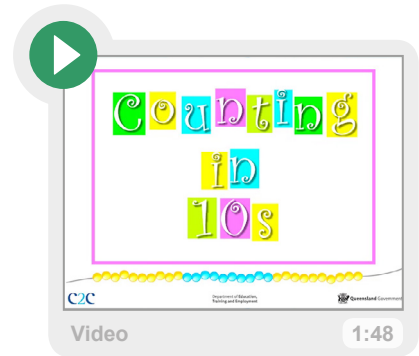 Counting
in
10s
C2C
Department of Education,
Training and Employment
Queensland Government
Video
1:48